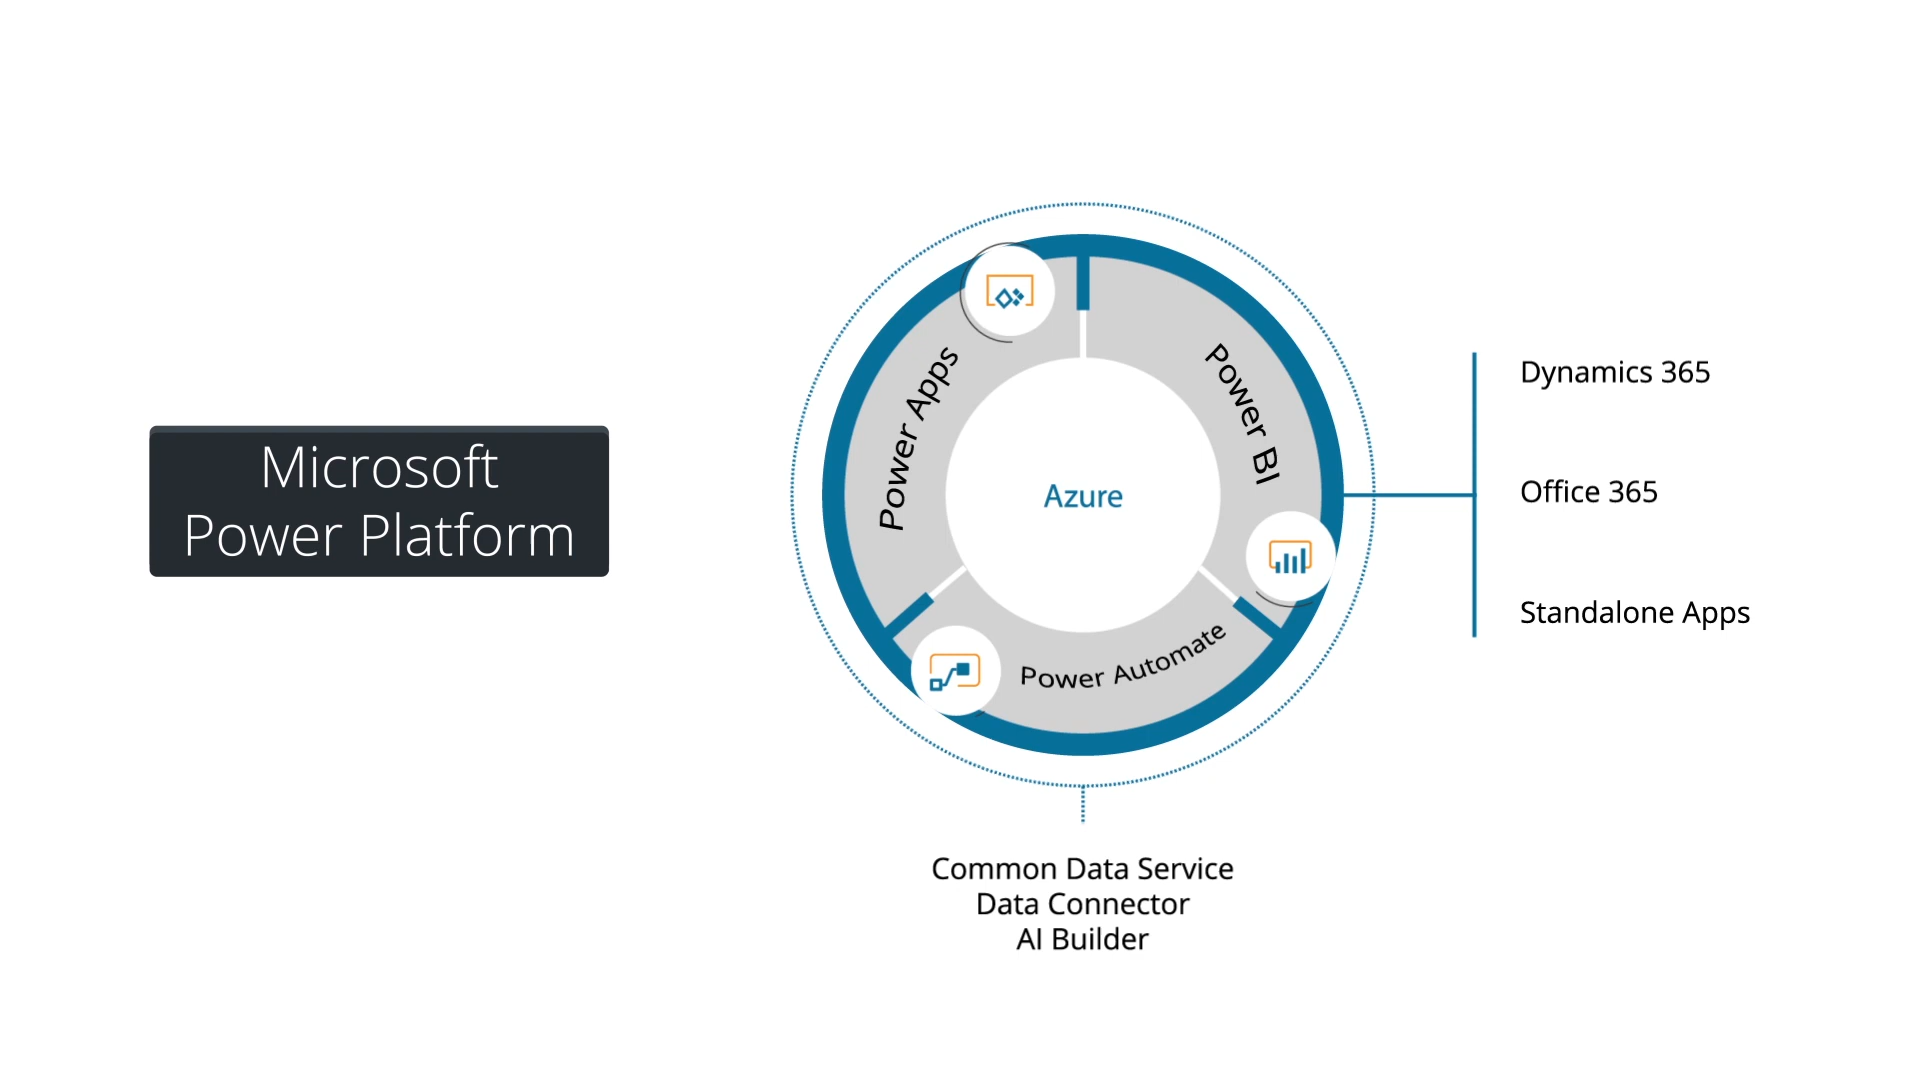 Microsoft
Power Platform
Power Apps
Power BI
Azure
Power Automate
Dynamics 365
Office 365
Standalone Apps
Common Data Service
Data Connector
AI Builder